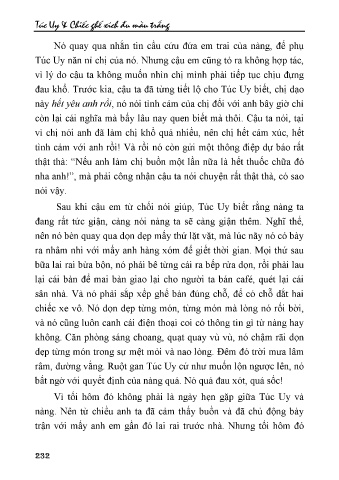 Túc Uy & Chiếc ghế xích đu màu trắng
Nó quay qua nhắn tin cầu cứu đứa em trai của nàng, để phụ
Túc Uy năn nỉ chị của nó. Nhưng cậu em cũng tỏ ra không hợp tác,
vì lý do cậu ta không muốn nhìn chị mình phải tiếp tục chịu đựng
đau khổ. Trước kia, cậu ta đã từng tiết lộ cho Túc Uy biết, chị dạo
này hết yêu anh rồi, nó nói tình cảm của chị đối với anh bây giờ chỉ
còn lại cái nghĩa mà bấy lâu nay quen biết mà thôi. Cậu ta nói, tại
vì chị nói anh đã làm chị khổ quá nhiều, nên chị hết cảm xúc, hết
tình cảm với anh rồi! Và rồi nó còn gửi một thông điệp dự báo rất
thật thà: “Nếu anh làm chị buồn một lần nữa là hết thuốc chữa đó
nha anh!”, mà phải công nhận cậu ta nói chuyện rất thật thà, có sao
nói vậy.
Sau khi cậu em từ chối nói giúp, Túc Uy biết rằng nàng ta
đang rất tức giận, càng nói nàng ta sẽ càng giận thêm. Nghĩ thế,
nên nó bèn quay qua dọn dẹp mấy thứ lặt vặt, mà lúc nãy nó có bày
ra nhâm nhi với mấy anh hàng xóm để giết thời gian. Mọi thứ sau
bữa lai rai bừa bộn, nó phải bê từng cái ra bếp rửa dọn, rồi phải lau
lại cái bàn để mai bàn giao lại cho người ta bán café, quét lại cái
sân nhà. Và nó phải sắp xếp ghế bàn đúng chỗ, để có chỗ dắt hai
chiếc xe vô. Nó dọn dẹp từng món, từng món mà lòng nó rối bời,
và nó cũng luôn canh cái điện thoại coi có thông tin gì từ nàng hay
không. Căn phòng sáng choang, quạt quay vù vù, nó chậm rãi dọn
dẹp từng món trong sự mệt mỏi và nao lòng. Đêm đó trời mưa lâm
râm, đường vắng. Ruột gan Túc Uy cứ như muốn lộn ngược lên, nó
bất ngờ với quyết định của nàng quá. Nó quá đau xót, quá sốc!
Vì tối hôm đó không phải là ngày hẹn gặp giữa Túc Uy và
nàng. Nên từ chiều anh ta đã cảm thấy buồn và đã chủ động bày
trận với mấy anh em gần đó lai rai trước nhà. Nhưng tối hôm đó
232